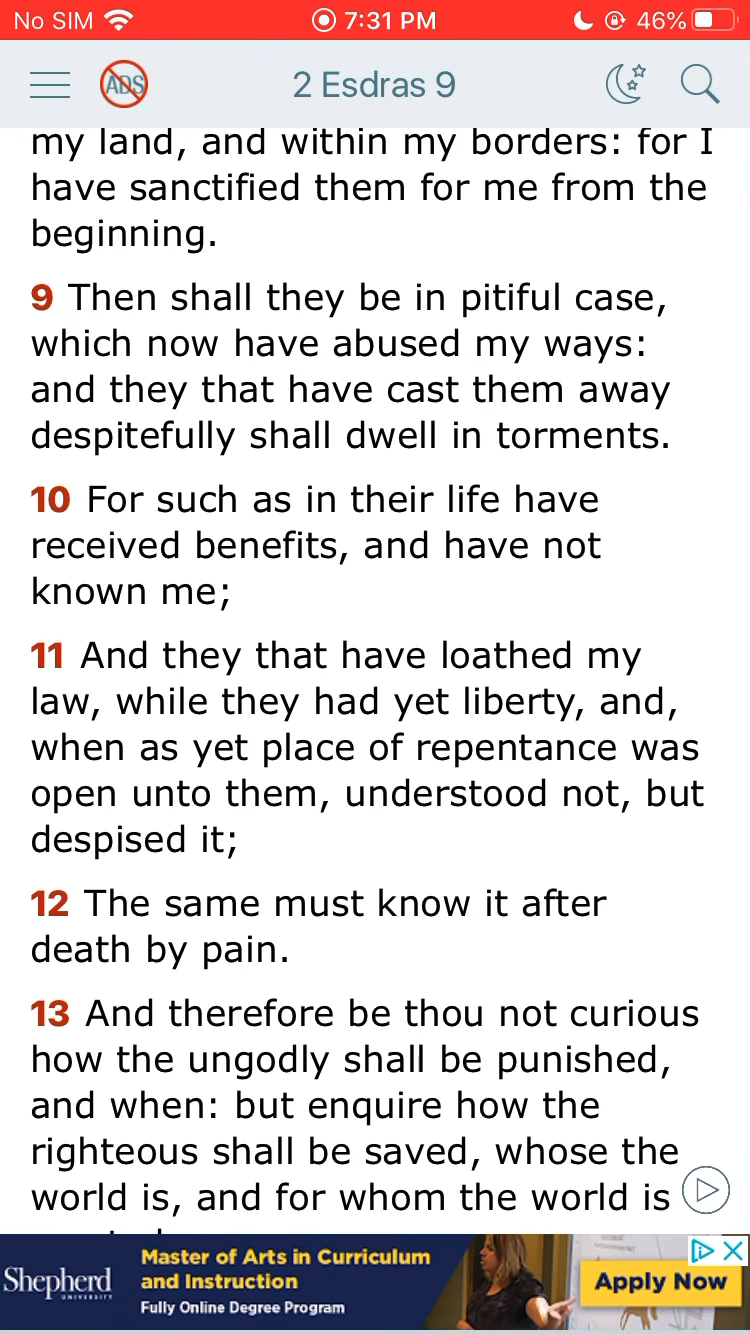 No SIM 7:31 PM 46%
ADS 2 Esdras 9
my land, and within my borders: for I
have sanctified them for me from the
beginning.
9 Then shall they be in pitiful case,
which now have abused my ways:
and they that have cast them away
despitefully shall dwell in torments.
10 For such as in their life have
received benefits, and have not
known me;
11 And they that have loathed my
law, while they had yet liberty, and,
when as yet place of repentance was
open unto them, understood not, but
despised it;
12 The same must know it after
death by pain.
13 And therefore be thou not curious
how the ungodly shall be punished,
and when: but enquire how the
righteous shall be saved, whose the
world is, and for whom the world is
Shepherd
UNIVERSITY
Master of Arts in Curriculum
and Instruction
Fully Online Degree Program
Apply Now